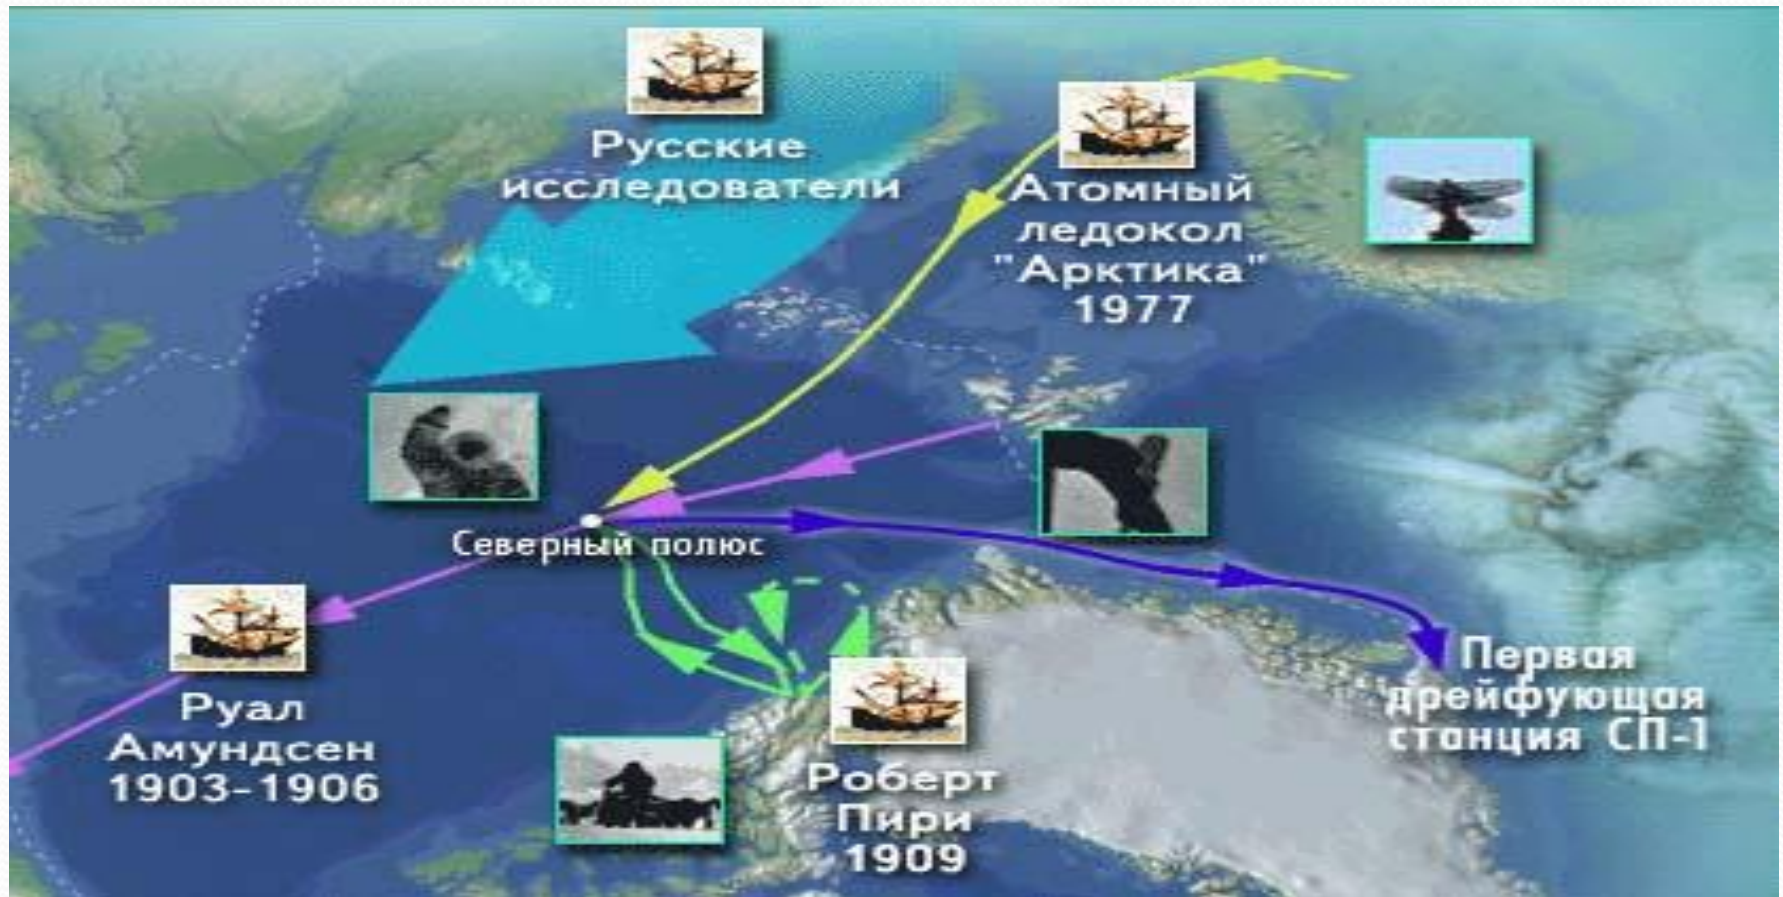 Русские
исследователи
Атомный
ледокол
"Арктика"
1977
Северный полюс
Руал
Амундсен
1903-1906
Роберт
Пири
1909
Первая
дрейфующая
станция СП-1